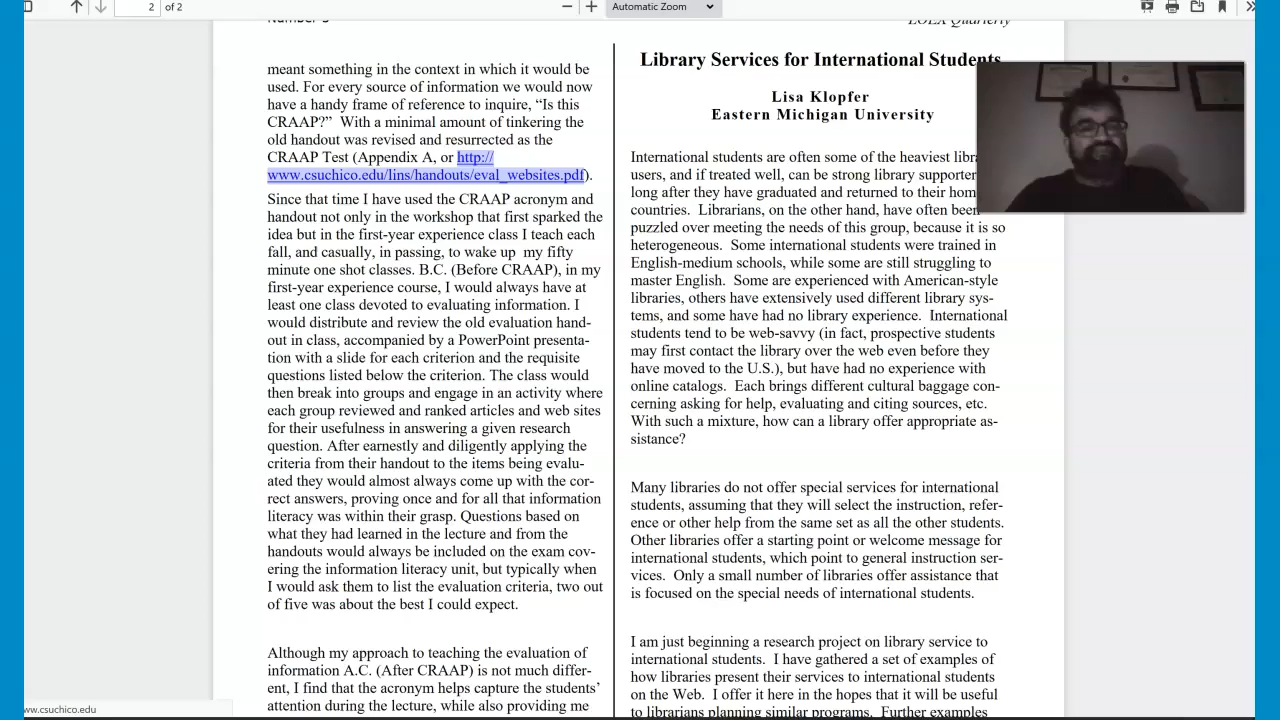 2
of 2
Automatic Zoom
LOEX Quarterly
meant something in the context in which it would be
used. For every source of information we would now
have a handy frame of reference to inquire, “Is this
CRAAP?”  With a minimal amount of tinkering the
old handout was revised and resurrected as the
CRAAP Test (Appendix A, or http://
www.csuchico.edu/lins/handouts/eval_websites.pdf).
Since that time I have used the CRAAP acronym and
handout not only in the workshop that first sparked the
idea but in the first-year experience class I teach each
fall, and casually, in passing, to wake up  my fifty
minute one shot classes. B.C. (Before CRAAP), in my
first-year experience course, I would always have at
least one class devoted to evaluating information. I
would distribute and review the old evaluation hand-
out in class, accompanied by a PowerPoint presenta-
tion with a slide for each criterion and the requisite
questions listed below the criterion. The class would
then break into groups and engage in an activity where
each group reviewed and ranked articles and web sites
for their usefulness in answering a given research
question. After earnestly and diligently applying the
criteria from their handout to the items being evalu-
ated they would almost always come up with the cor-
rect answers, proving once and for all that information
literacy was within their grasp. Questions based on
what they had learned in the lecture and from the
handouts would always be included on the exam cov-
ering the information literacy unit, but typically when
I would ask them to list the evaluation criteria, two out
of five was about the best I could expect.
Although my approach to teaching the evaluation of
information A.C. (After CRAAP) is not much differ-
ent, I find that the acronym helps capture the students’
attention during the lecture, while also providing me
Library Services for International Students
Lisa Klopfer
Eastern Michigan University
International students are often some of the heaviest
users, and if treated well, can be strong library
long after they have graduated and returned to their
countries.  Librarians, on the other hand, have often been
puzzled over meeting the needs of this group, because it is so
heterogeneous.  Some international students were trained in
English-medium schools, while some are still struggling to
master English.  Some are experienced with American-style
libraries, others have extensively used different library sys-
tems, and some have had no library experience.  International
students tend to be web-savvy (in fact, prospective students
may first contact the library over the web even before they
have moved to the U.S.), but have had no experience with
online catalogs.  Each brings different cultural baggage con-
cerning asking for help, evaluating and citing sources, etc.
With such a mixture, how can a library offer appropriate as-
sistance?
Many libraries do not offer special services for international
students, assuming that they will select the instruction, refer-
ence or other help from the same set as all the other students.
Other libraries offer a starting point or welcome message for
international students, which point to general instruction ser-
vices.  Only a small number of libraries offer assistance that
is focused on the special needs of international students.
I am just beginning a research project on library service to
international students.  I have gathered a set of examples of
how libraries present their services to international students
on the Web.  I offer it here in the hopes that it will be useful
to librarians planning similar programs.  Further examples
ww.csuchico.edu